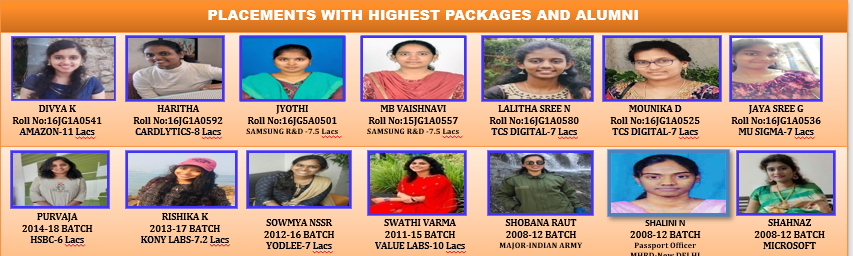 PLACEMENTS WITH HIGHEST PACKAGES AND ALUMNI
DIVYA K
Roll No:16JG1A0541
AMAZON-11 Lacs
HARITHA
Roll No:16JG1A0592
CARDLYTICS-8 Lacs
JYOTHI
Roll No:16JG5A0501
SAMSUNG R&D -7.5 Lacs
MB VAISHNAVI
Roll No:15JG1A0557
SAMSUNG R&D -7.5 Lacs
LALITHA SREE N
Roll No:16JG1A0580
TCS DIGITAL-7 Lacs
MOUNIKA D
Roll No:16JG1A0525
TCS DIGITAL-7 Lacs
JAYA SREE G
Roll No:16JG1A0536
MU SIGMA-7 Lacs
PURVAJA
2014-18 BATCH
HSBC-6 Lacs
RISHIKA K
2013-17 BATCH
KONY LABS-7.2 Lacs
SOWMYA NSSR
2012-16 BATCH
YODLEE-7 Lacs
SWATHI VARMA
2011-15 BATCH
VALUE LABS-10 Lacs
SHOBANA RAUT
2008-12 BATCH
MAJOR-INDIAN ARMY
SHALINI N
2008-12 BATCH
Passport Officer
MHRD-New DELHI
SHAHNAZ
2008-12 BATCH
MICROSOFT